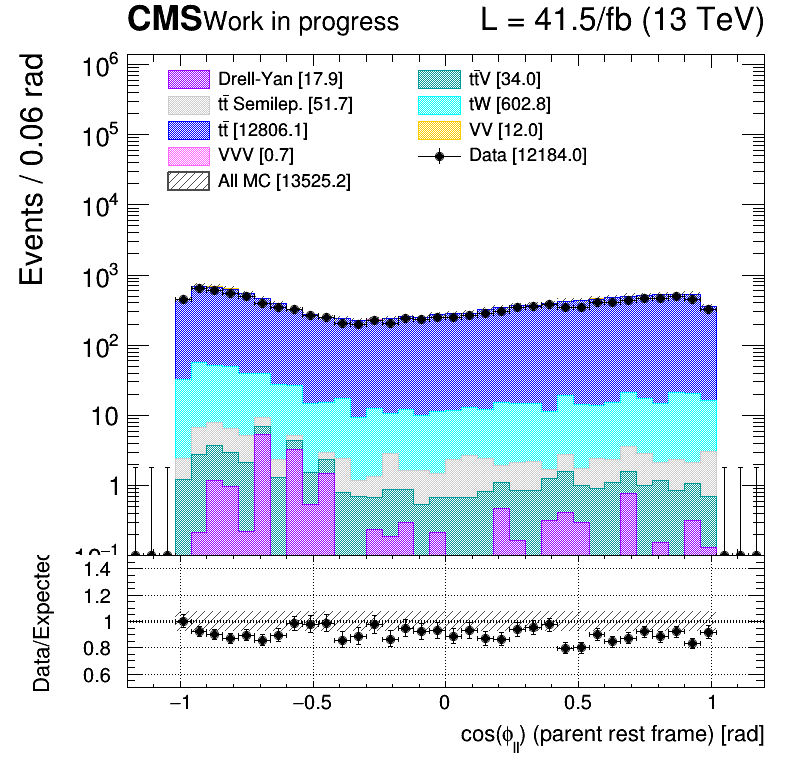 CMS Work in progress L = 41.5/fb (13 TeV)
Events / 0.06 rad
10⁶
10⁵
10⁴
10³
10²
10
1
10⁻¹
Drell-Yan [17.9]
tt̄ Semilep. [51.7]
tt̄ [12806.1]
VVV [0.7]
All MC [13525.2]
tt̄V [34.0]
tW [602.8]
VV [12.0]
Data [12184.0]
Data/Expected
1.4
1.2
1
0.8
0.6
−1 −0.5 0 0.5 1
cos(ϕ_ll) (parent rest frame) [rad]